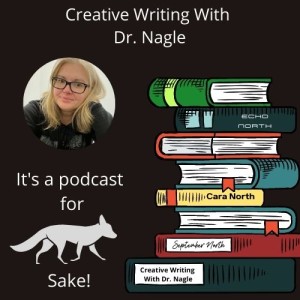 Creative Writing With
Dr. Nagle
It's a podcast
for
Sake!
ECHO
NORTH
Cara North
September North
Creative Writing
With Dr. Nagle